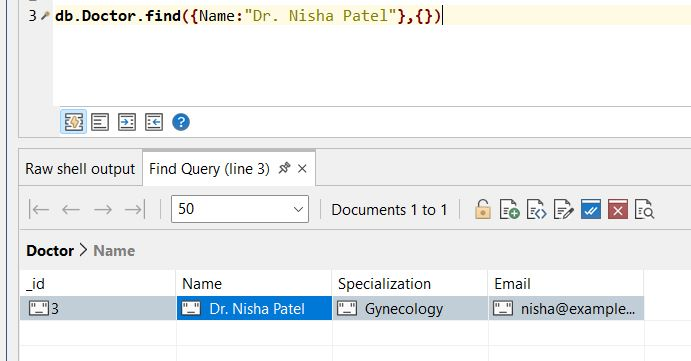 3 db.Doctor.find({Name:"Dr. Nisha Patel"},{})
?
Raw shell output Find Query (line 3) ×
50 Documents 1 to 1
Doctor > Name
_id Name Specialization Email
3 Dr. Nisha Patel Gynecology nisha@example...